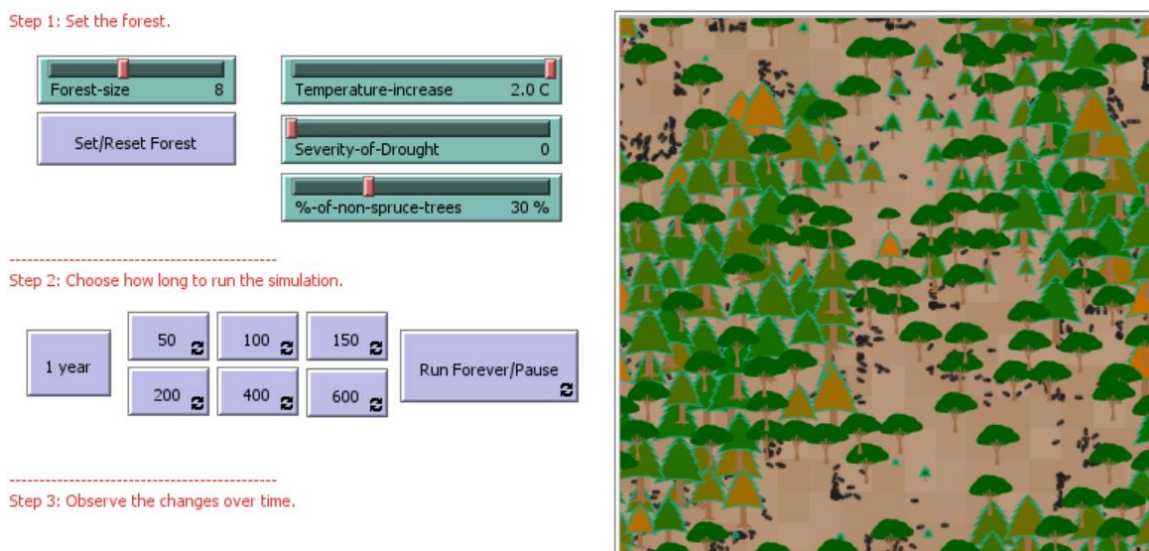 Step 1: Set the forest.
Forest-size 8
Set/Reset Forest
Temperature-increase 2.0 C
Severity-of-Drought 0
%-of-non-spruce-trees 30 %
---------------------------------------------
Step 2: Choose how long to run the simulation.
1 year
50 100 150
200 400 600
Run Forever/Pause
---------------------------------------------
Step 3: Observe the changes over time.